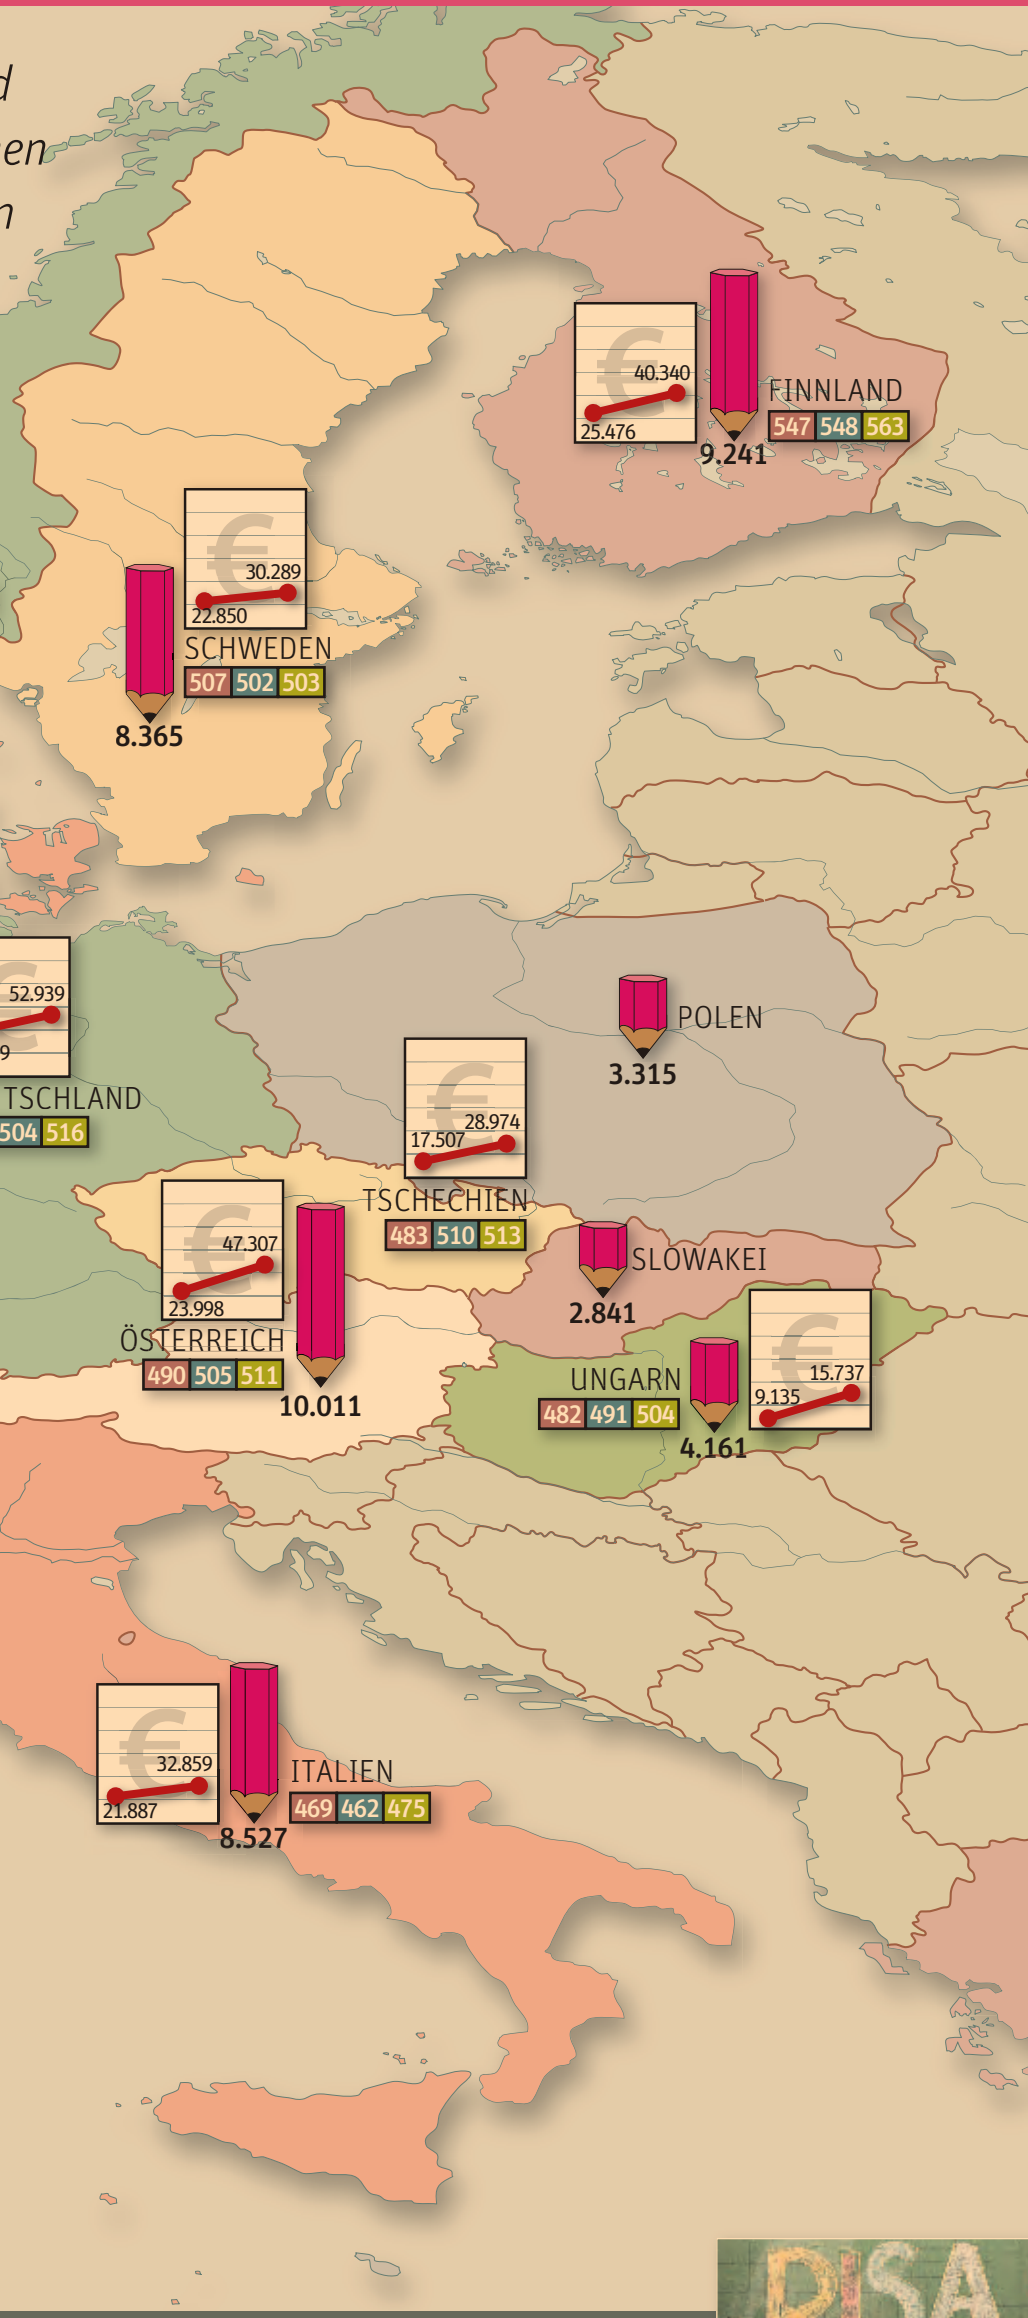 d
en
n
€
40.340
25.476
FINNLAND
547 548 563
9.241
€
30.289
22.850
SCHWEDEN
507 502 503
8.365
€
52.939
9
TSCHLAND
504 516
POLEN
3.315
€
28.974
17.507
TSCHECHIEN
483 510 513
€
47.307
23.998
ÖSTERREICH
490 505 511
10.011
SLOWAKEI
2.841
UNGARN
482 491 504
4.161
€
15.737
9.135
€
32.859
21.887
ITALIEN
469 462 475
8.527
PISA